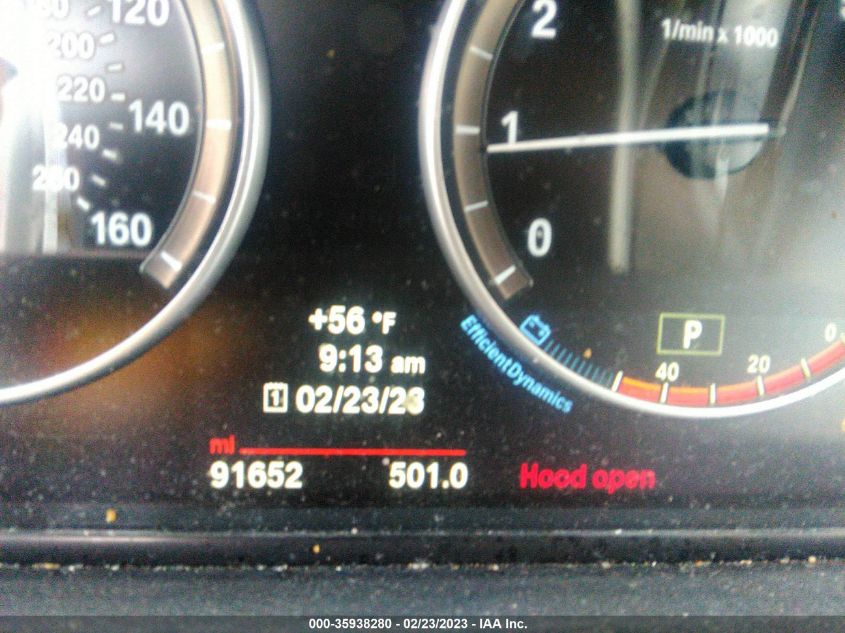 120
200
220
140
240
160
2
1/min x 1000
1
0
+56 °F
9:13 am
1 02/23/23
mi
91652 501.0
EfficientDynamics
P
40
20
0
Hood open
000-35938280 - 02/23/2023 - IAA Inc.